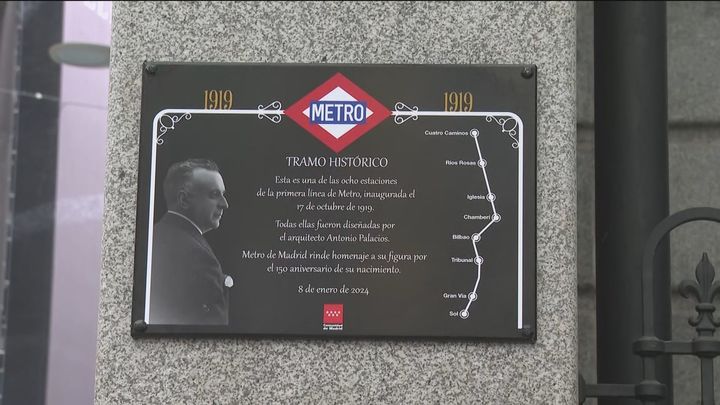 1919
METRO
1919
TRAMO HISTÓRICO
Esta es una de las ocho estaciones
de la primera línea de Metro, inaugurada el
17 de octubre de 1919.
Todas ellas fueron diseñadas por
el arquitecto Antonio Palacios.
Metro de Madrid rinde homenaje a su figura por
el 150 aniversario de su nacimiento.
8 de enero de 2024
Comunidad
de Madrid
Cuatro Caminos
Ríos Rosas
Iglesia
Chamberí
Bilbao
Tribunal
Gran Vía
Sol